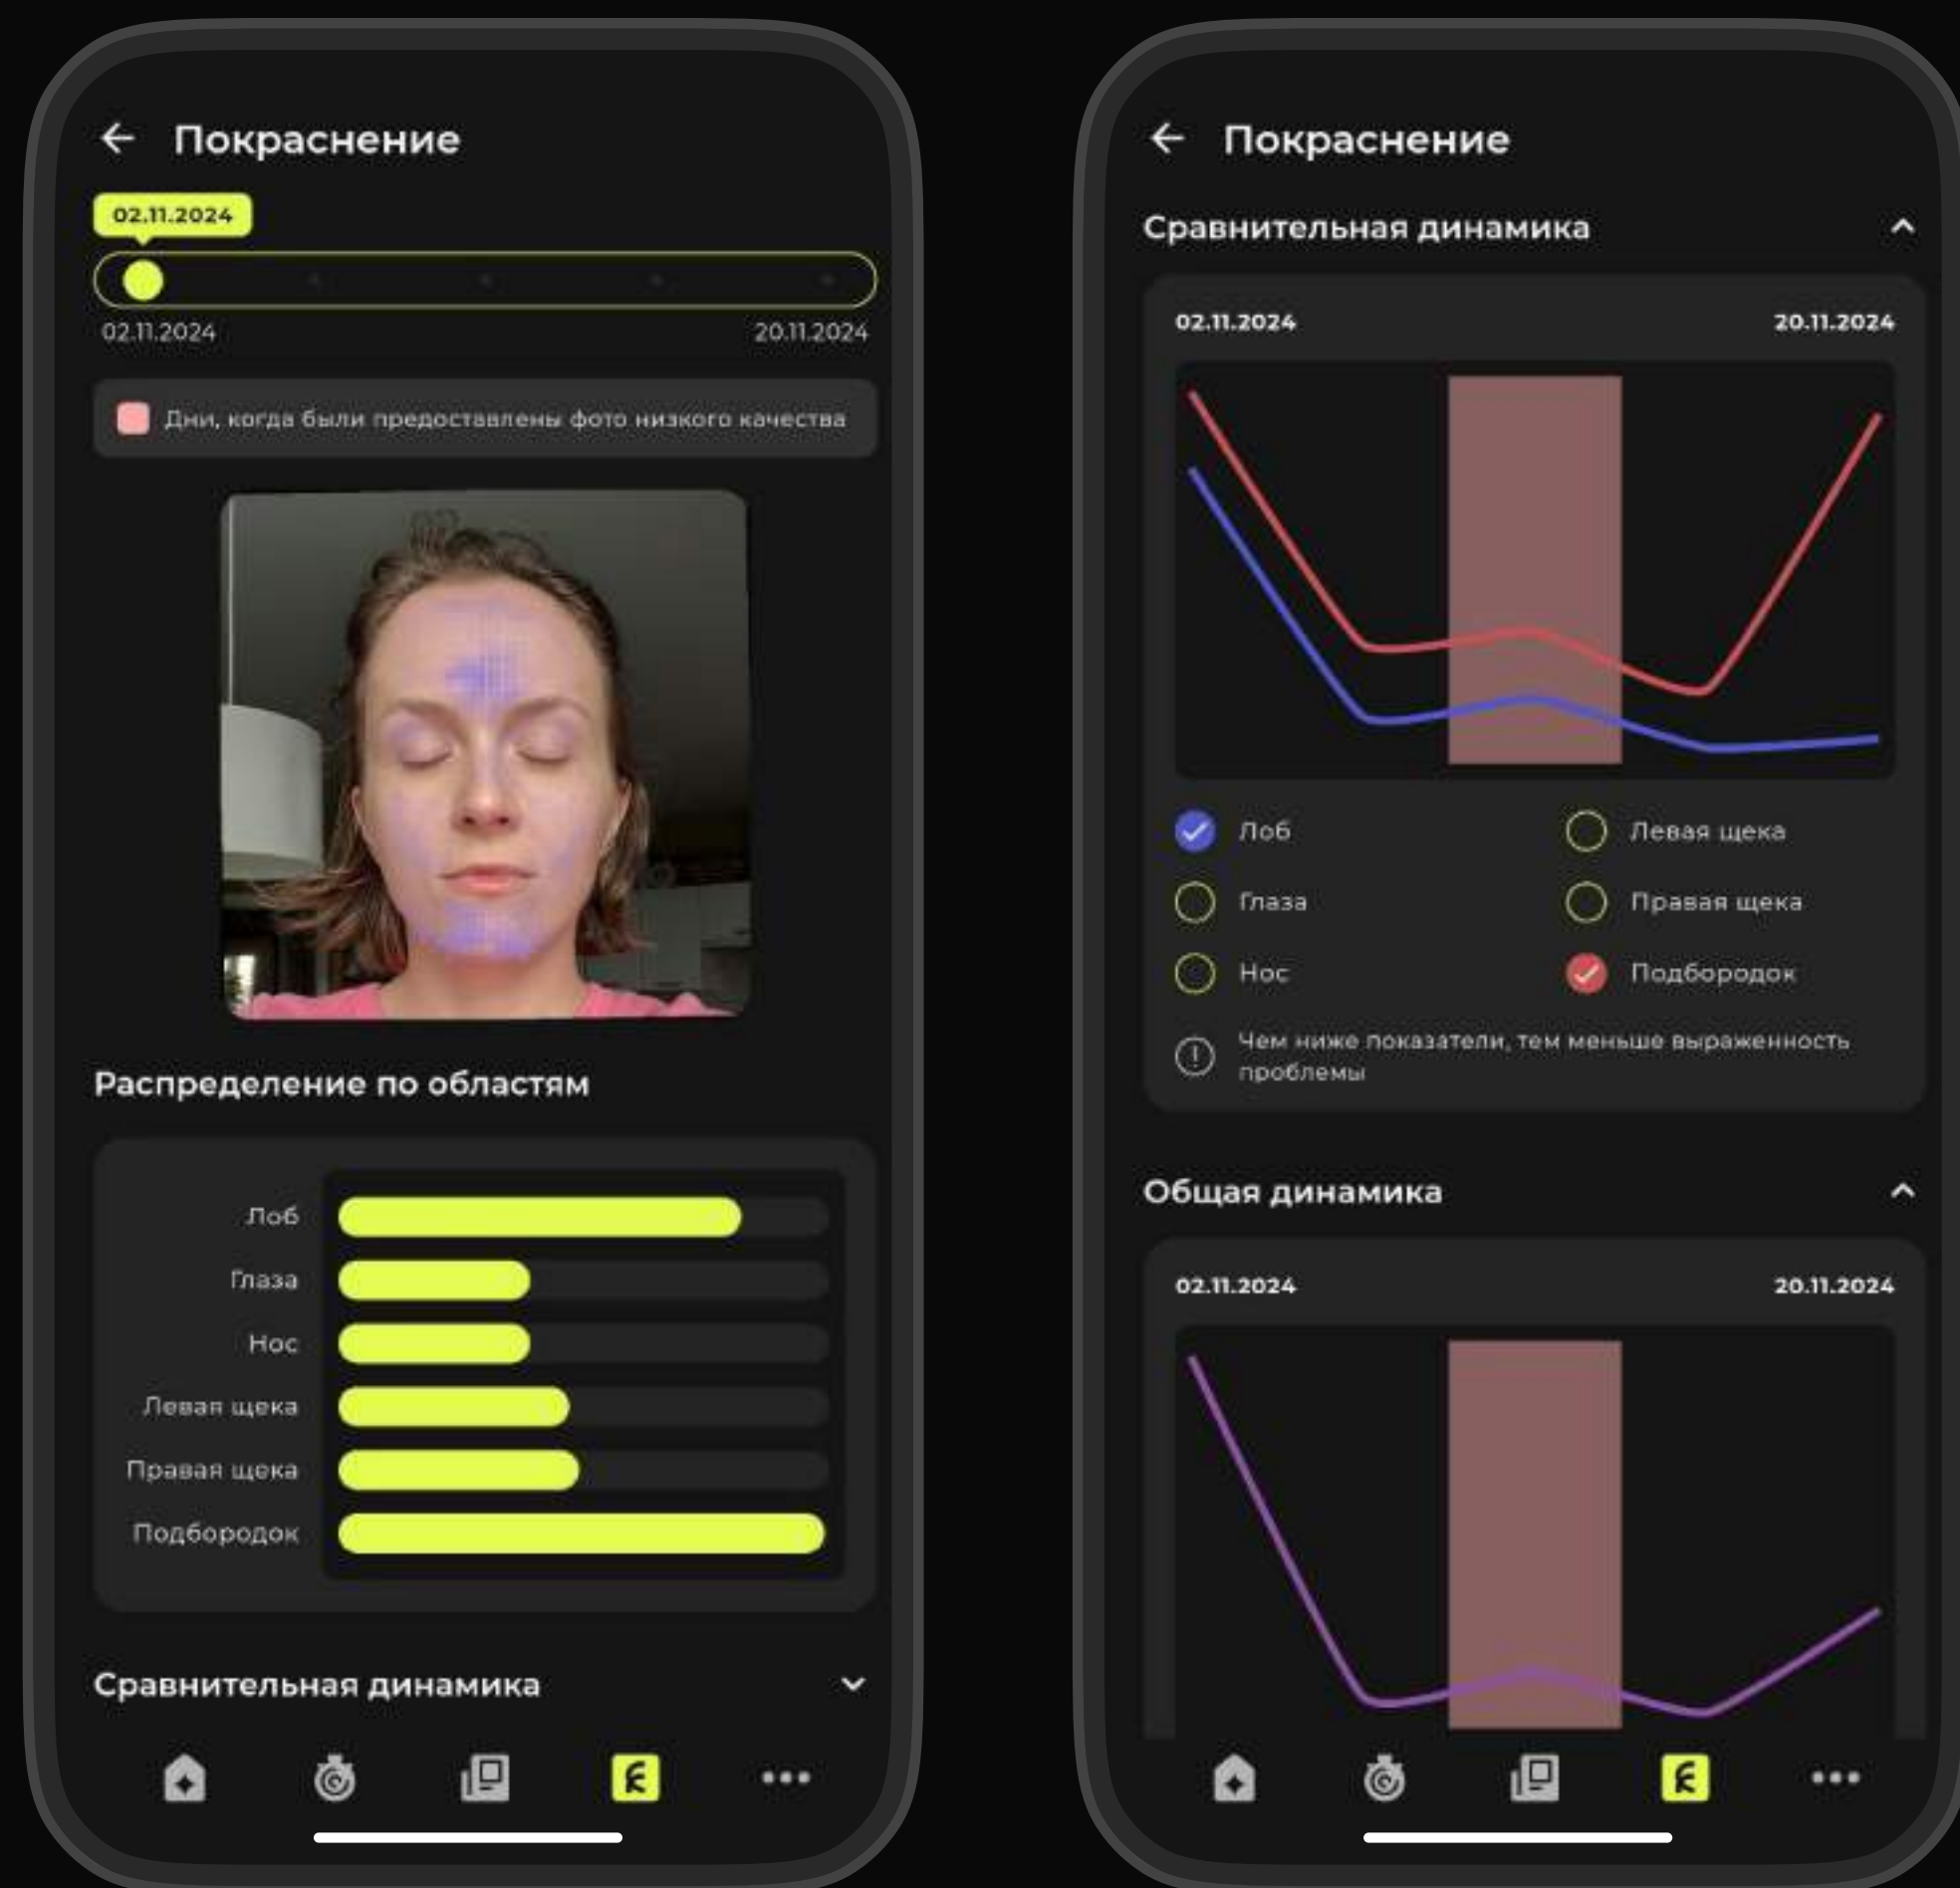 Покраснение
02.11.2024
02.11.2024
20.11.2024
Дни, когда были предоставлены фото низкого качества
Распределение по областям
Лоб
Глаза
Нос
Левая щека
Правая щека
Подбородок
Сравнительная динамика
Покраснение
Сравнительная динамика
02.11.2024
20.11.2024
Лоб
Левая щека
Глаза
Правая щека
Нос
Подбородок
Чем ниже показатели, тем меньше выраженность
проблемы
Общая динамика
02.11.2024
20.11.2024